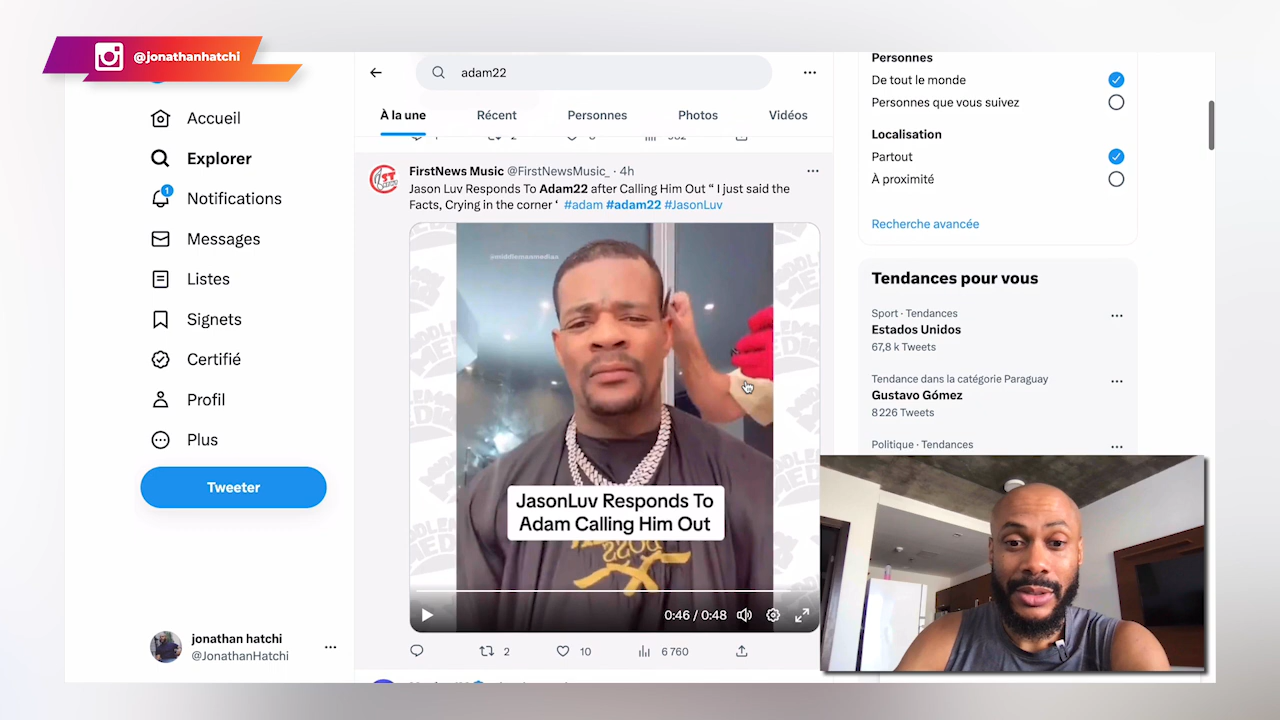 @jonathanhatchi
adam22
À la une
Récent
Personnes
Photos
Vidéos
Accueil
Explorer
1
Notifications
Messages
Listes
Signets
Certifié
Profil
Plus
Tweeter
jonathan hatchi
@JonathanHatchi
FirstNews Music @FirstNewsMusic_ · 4h
Jason Luv Responds To Adam22 after Calling Him Out “ I just said the
Facts, Crying in the corner ‘ #adam #adam22 #JasonLuv
JasonLuv Responds To
Adam Calling Him Out
0:46 / 0:48
2
10
6 760
Personnes
De tout le monde
Personnes que vous suivez
Localisation
Partout
À proximité
Recherche avancée
Tendances pour vous
Sport · Tendances
Estados Unidos
67,8 k Tweets
Tendance dans la catégorie Paraguay
Gustavo Gómez
8 226 Tweets
Politique · Tendances